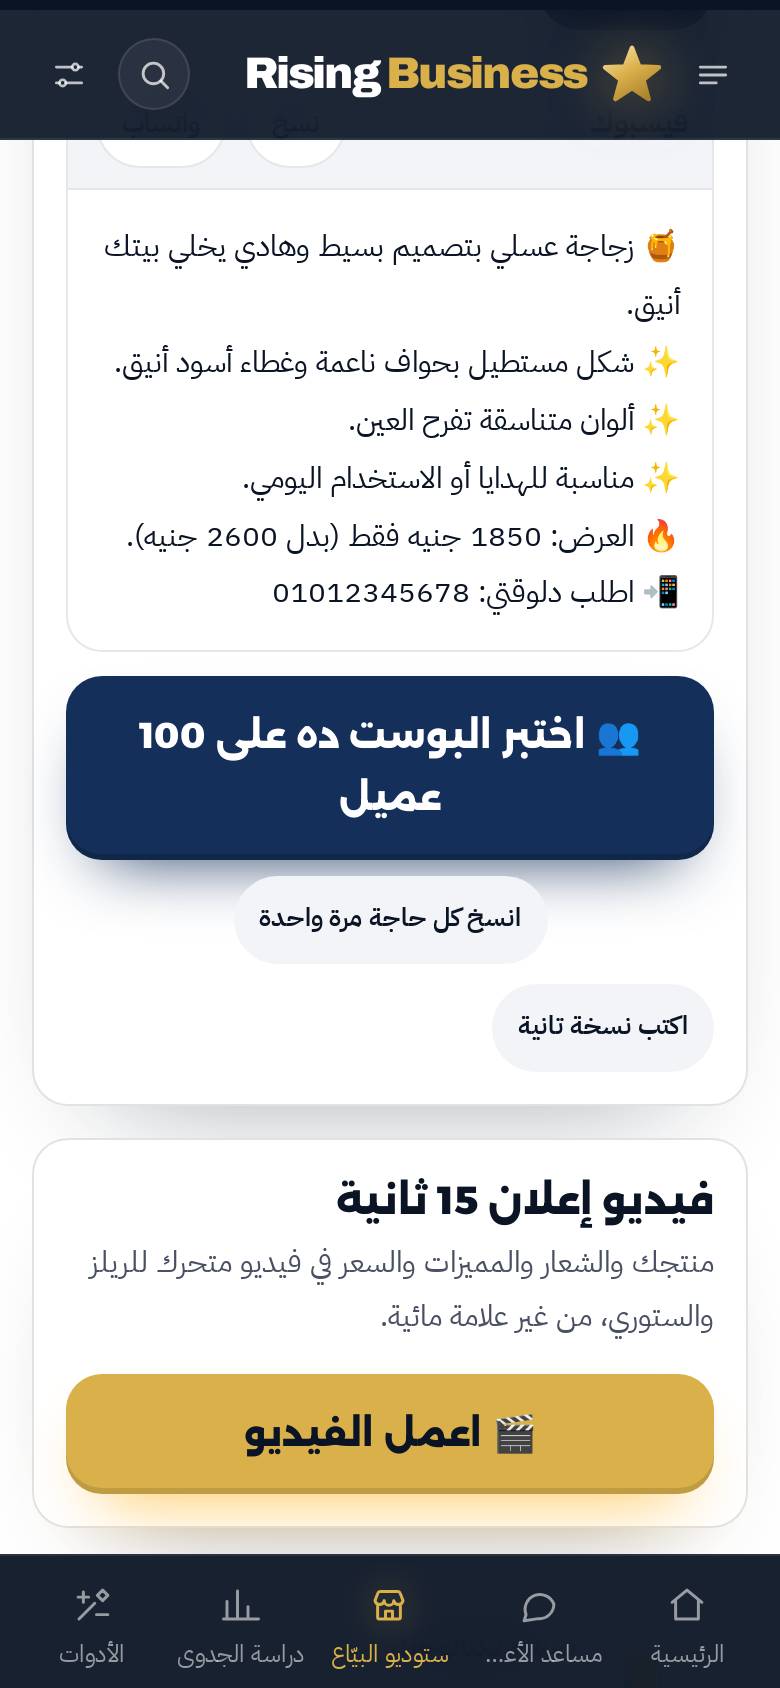 Rising Business
فيسبوك نسخ واتساب
🍯 زجاجة عسلي بتصميم بسيط وهادي يخلي بيتك
أنيق.
✨ شكل مستطيل بحواف ناعمة وغطاء أسود أنيق.
✨ ألوان متناسقة تفرح العين.
✨ مناسبة للهدايا أو الاستخدام اليومي.
🔥 العرض: 1850 جنيه فقط (بدل 2600 جنيه).
📲 اطلب دلوقتي: 01012345678
👥 اختبر البوست ده على 100
عميل
انسخ كل حاجة مرة واحدة
اكتب نسخة تانية
فيديو إعلان 15 ثانية
منتجك والشعار والمميزات والسعر في فيديو متحرك للريلز
والستوري، من غير علامة مائية.
🎬 اعمل الفيديو
الرئيسية مساعد الأع... ستوديو البيّاع دراسة الجدوى الأدوات